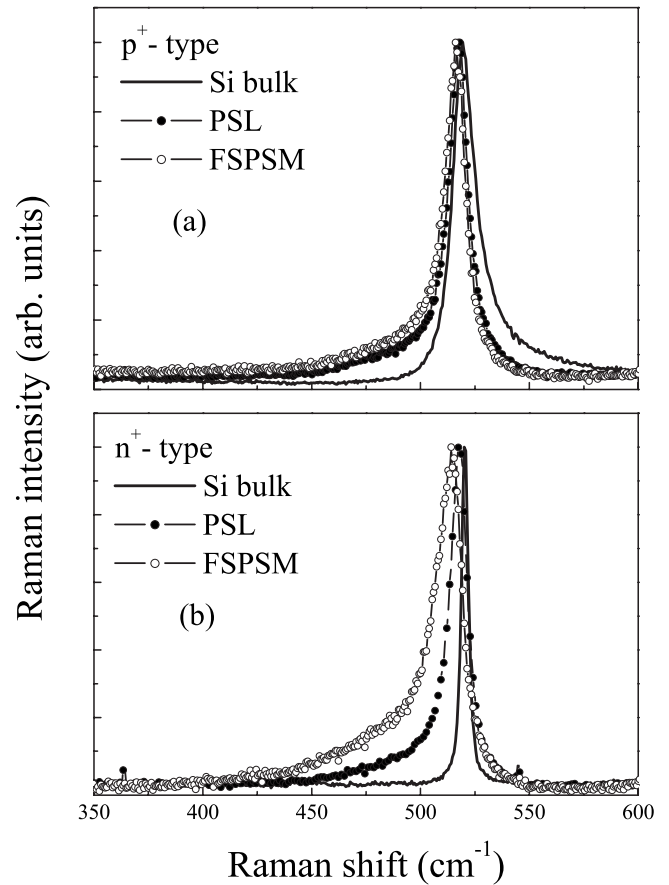 p⁺- type
Si bulk
PSL
FSPSM
(a)
n⁺- type
Si bulk
PSL
FSPSM
(b)
Raman intensity (arb. units)
350 400 450 500 550 600
Raman shift (cm⁻¹)